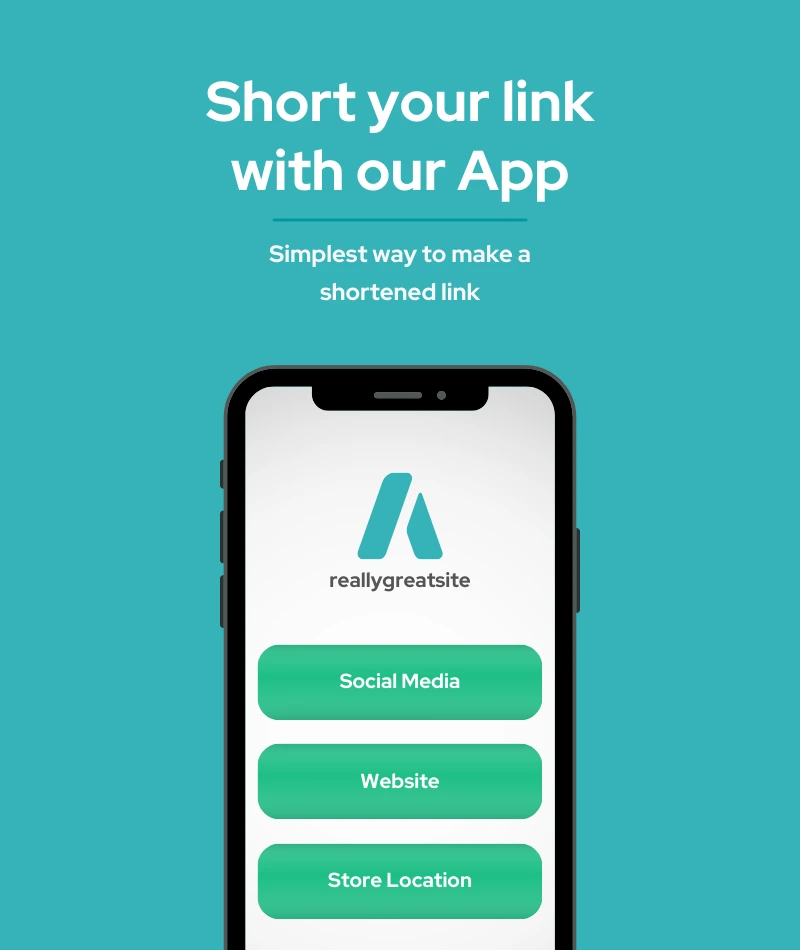 Short your link
with our App
Simplest way to make a
shortened link
reallygreatsite
Social Media
Website
Store Location